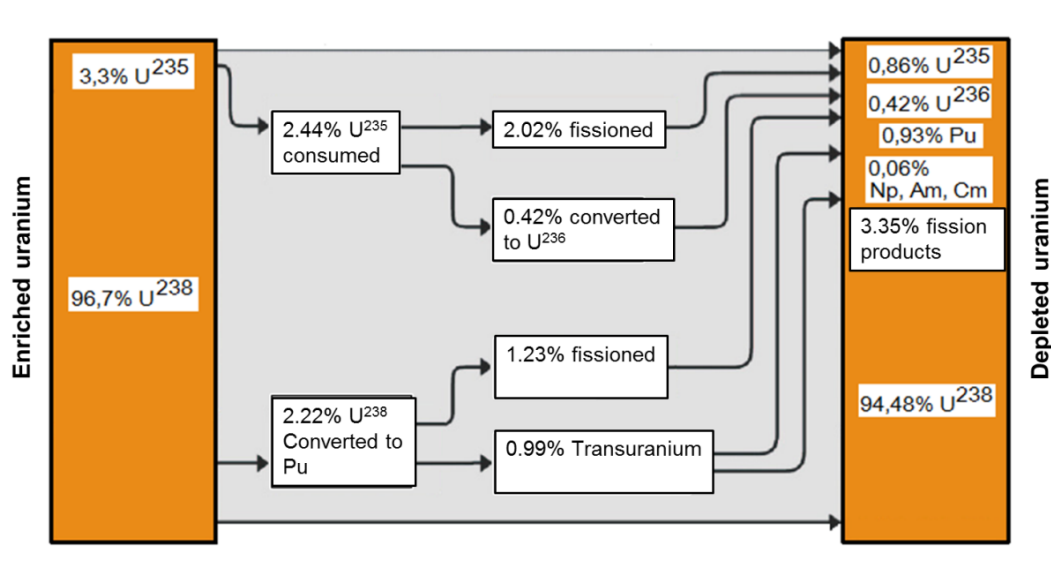 Enriched uranium
3,3% U²³⁵
96,7% U²³⁸
2.44% U²³⁵
consumed
2.02% fissioned
0.42% converted
to U²³⁶
2.22% U²³⁸
Converted to
Pu
1.23% fissioned
0.99% Transuranium
0,86% U²³⁵
0,42% U²³⁶
0,93% Pu
0,06%
Np, Am, Cm
3.35% fission
products
94,48% U²³⁸
Depleted uranium